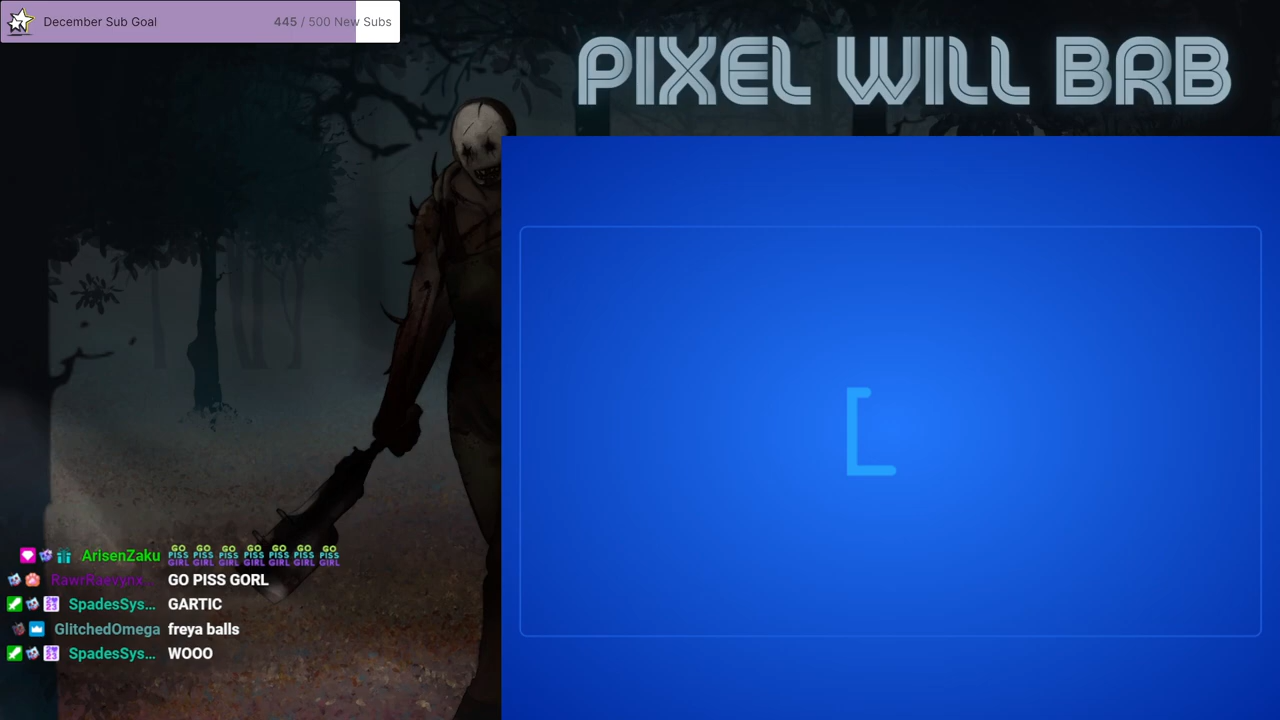 December Sub Goal 445 / 500 New Subs
PIXEL WILL BRB
ArisenZaku GO PISS GIRL GO PISS GIRL GO PISS GIRL GO PISS GIRL GO PISS GIRL GO PISS GIRL GO PISS GIRL
RawrRaevynx... GO PISS GORL
SpadesSys... GARTIC
GlitchedOmega freya balls
SpadesSys... WOOO